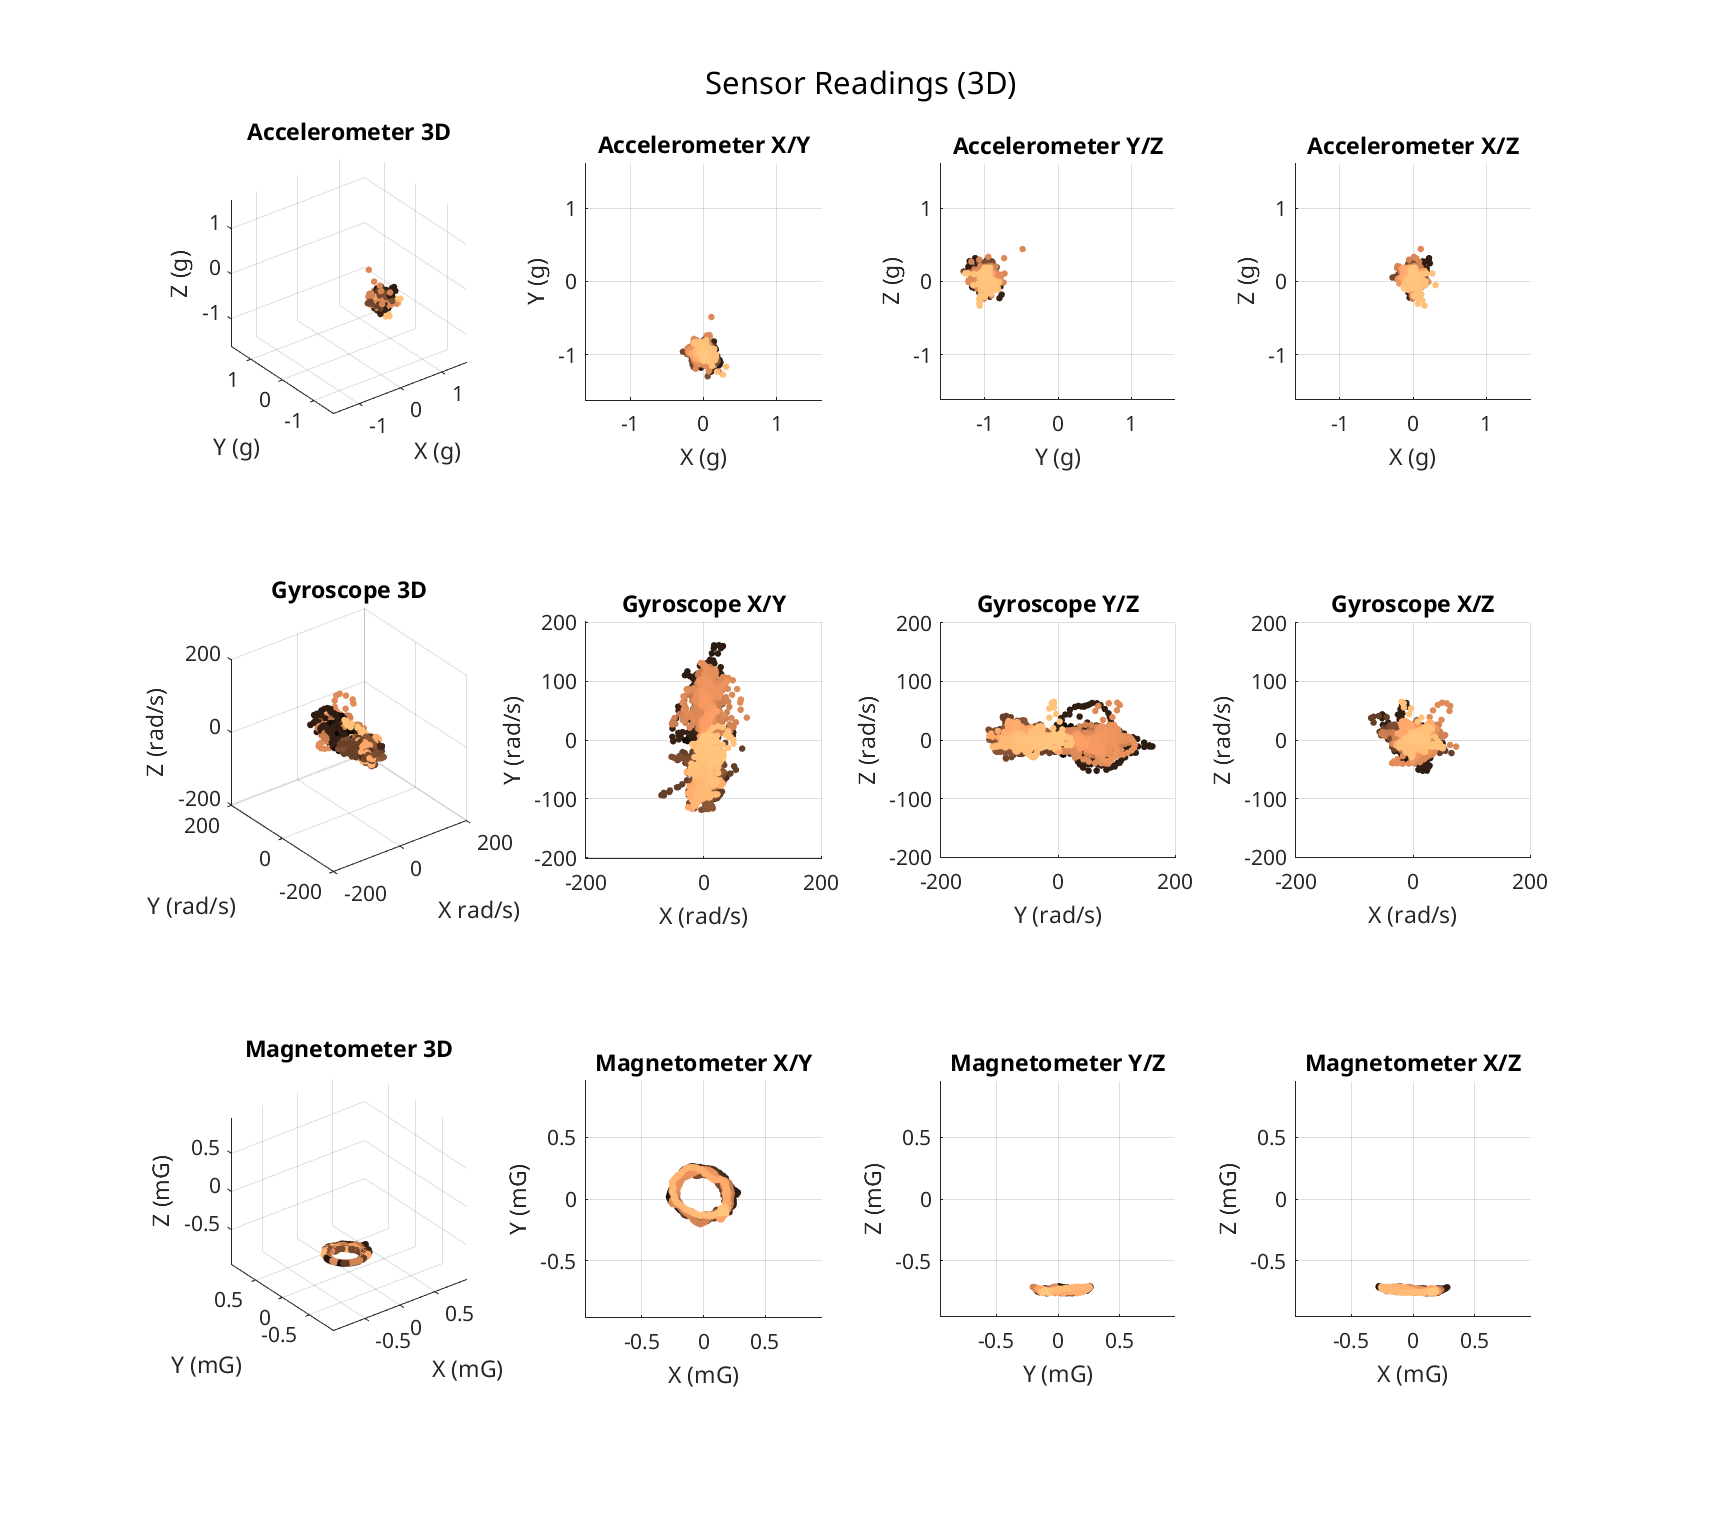 Sensor Readings (3D)
Accelerometer 3D
1
0
-1
Z (g)
1
0
-1
Y (g)
-1
0
1
X (g)
Accelerometer X/Y
1
0
-1
Y (g)
-1
0
1
X (g)
Accelerometer Y/Z
1
0
-1
Z (g)
-1
0
1
Y (g)
Accelerometer X/Z
1
0
-1
Z (g)
-1
0
1
X (g)
Gyroscope 3D
200
0
-200
Z (rad/s)
200
0
-200
Y (rad/s)
-200
0
200
X rad/s)
Gyroscope X/Y
200
100
0
-100
-200
Y (rad/s)
-200
0
200
X (rad/s)
Gyroscope Y/Z
200
100
0
-100
-200
Z (rad/s)
-200
0
200
Y (rad/s)
Gyroscope X/Z
200
100
0
-100
-200
Z (rad/s)
-200
0
200
X (rad/s)
Magnetometer 3D
0.5
0
-0.5
Z (mG)
0.5
0
-0.5
Y (mG)
-0.5
0
0.5
X (mG)
Magnetometer X/Y
0.5
0
-0.5
Y (mG)
-0.5
0
0.5
X (mG)
Magnetometer Y/Z
0.5
0
-0.5
Z (mG)
-0.5
0
0.5
Y (mG)
Magnetometer X/Z
0.5
0
-0.5
Z (mG)
-0.5
0
0.5
X (mG)